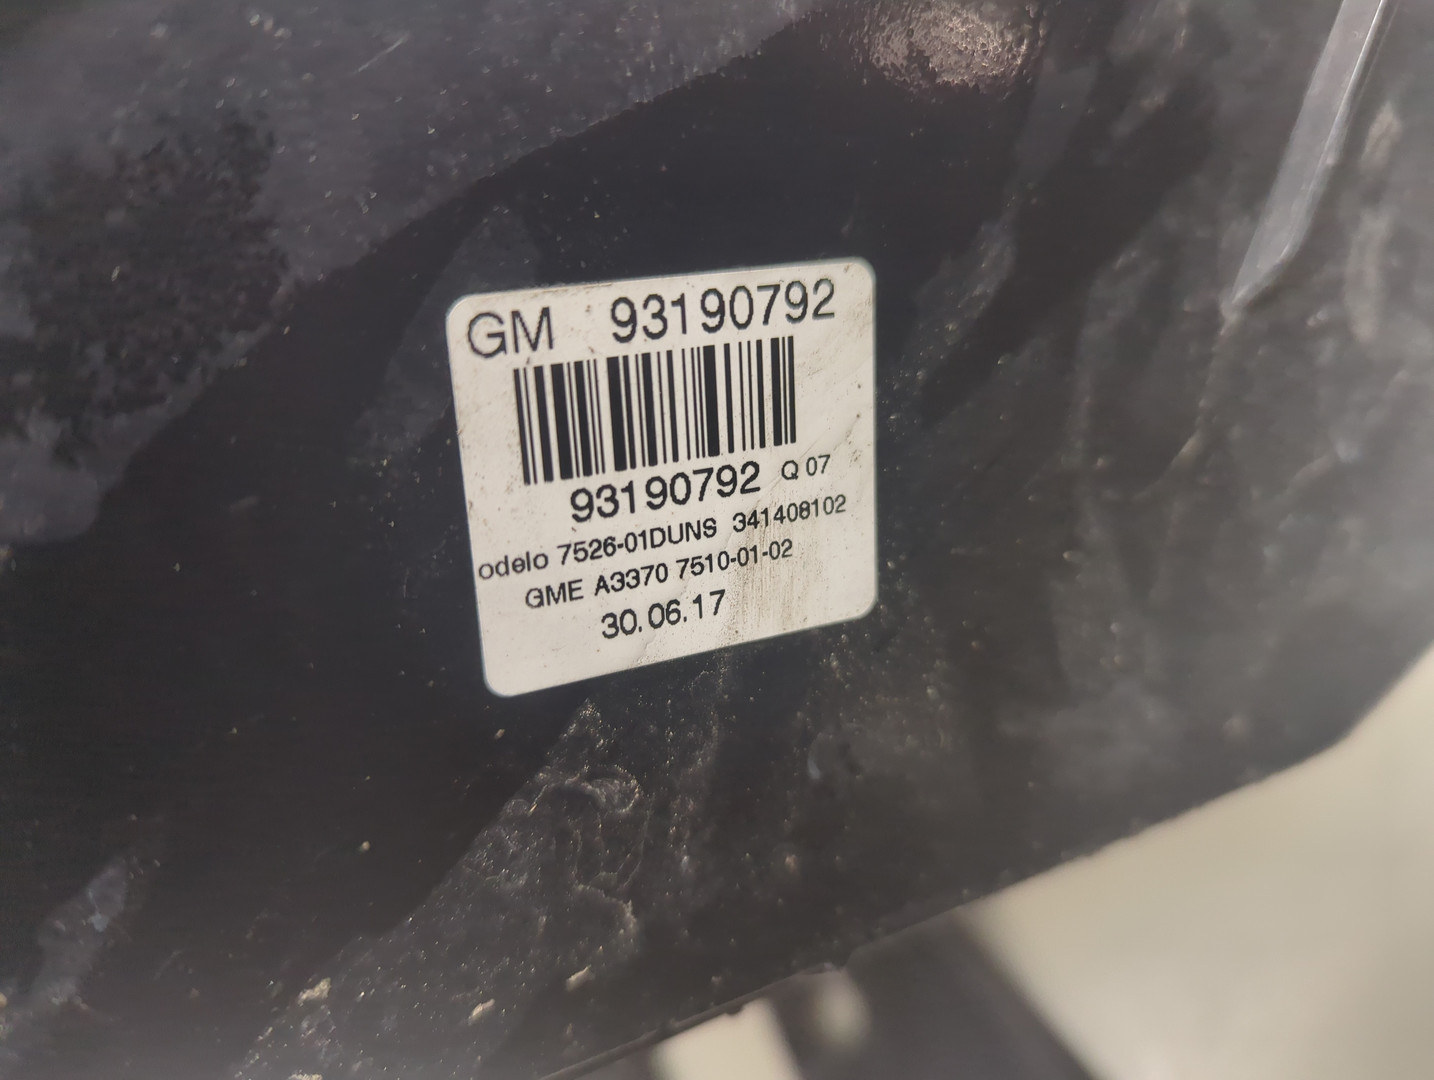 GM 93190792
93190792 Q 07
odelo 7526-01DUNS 341408102
GME A3370 7510-01-02
30.06.17